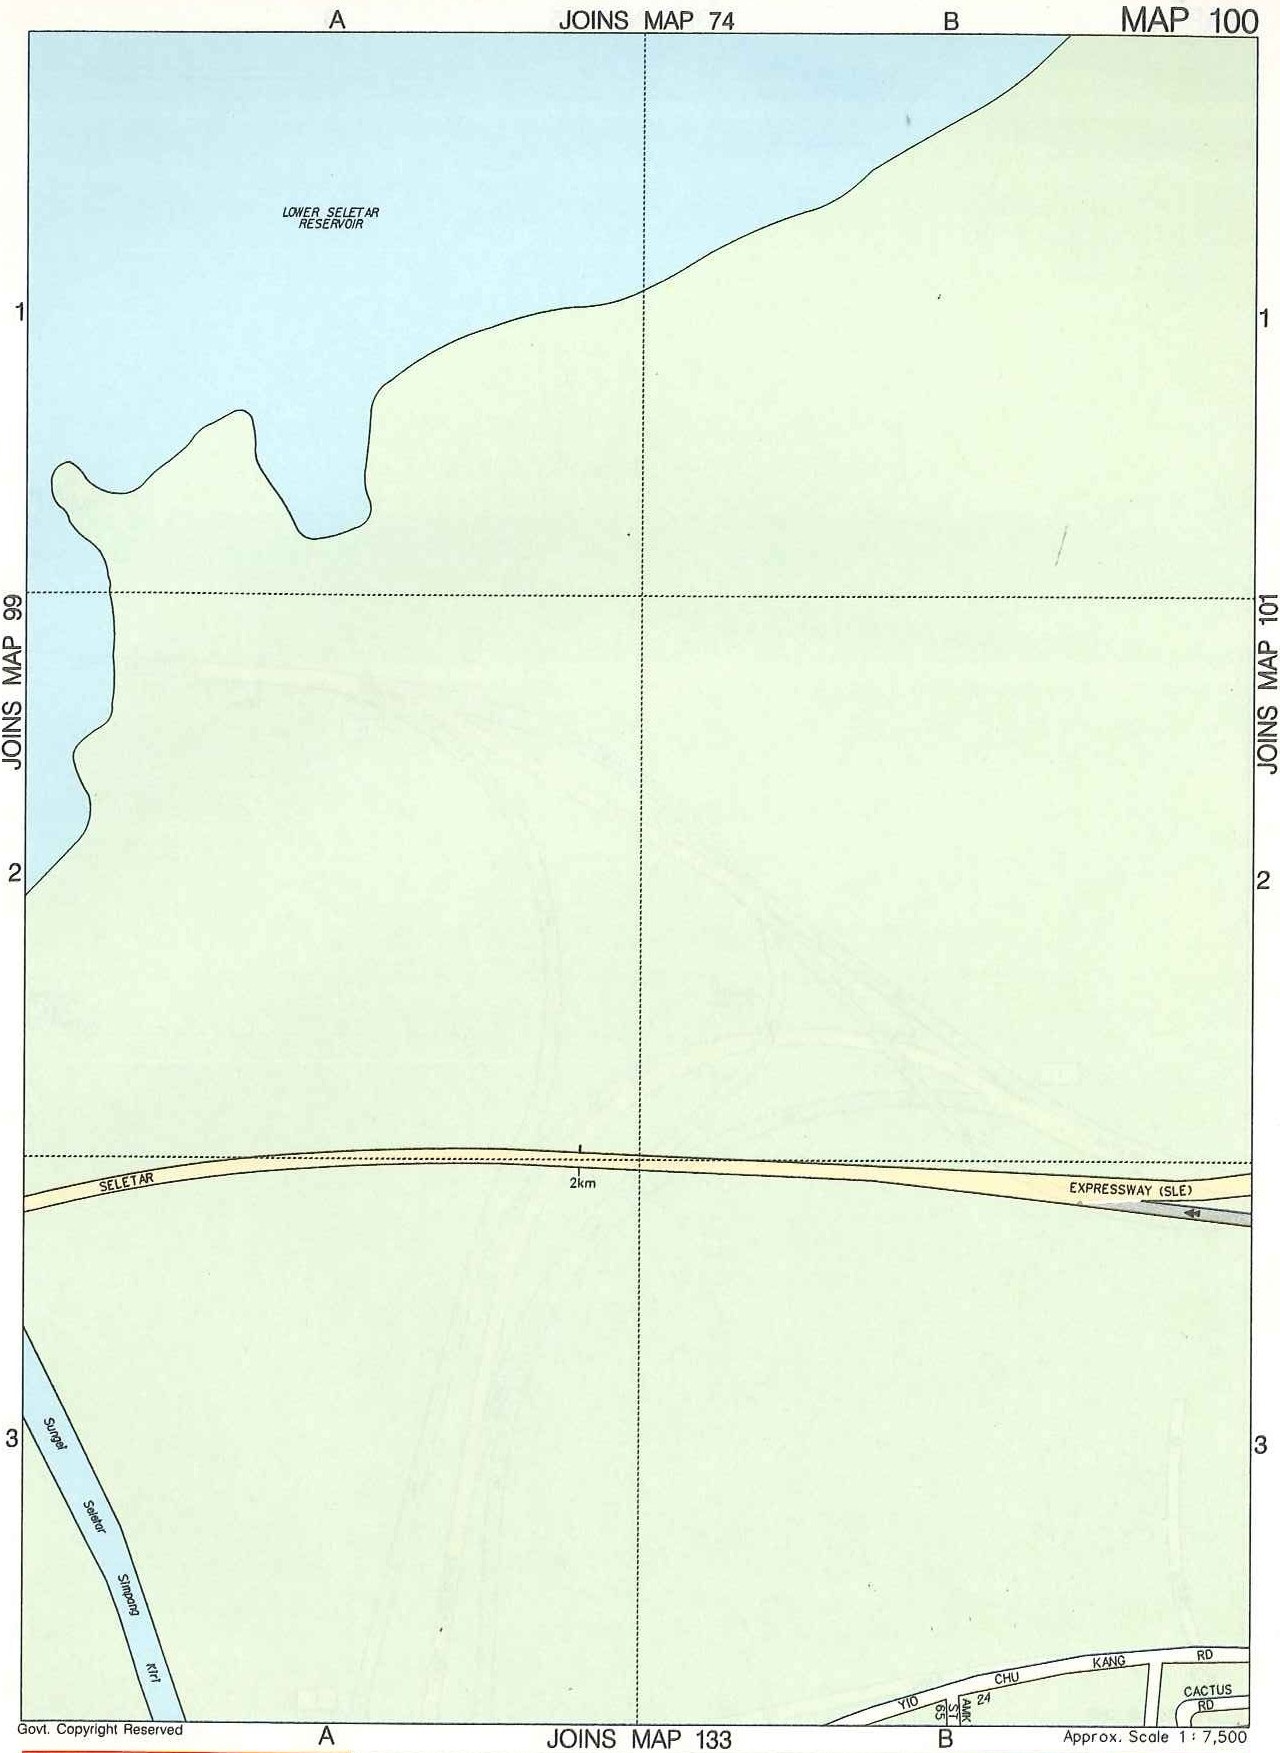 A
JOINS MAP 74
B
MAP 100
LOWER SELETAR
RESERVOIR
1
1
JOINS MAP 99
JOINS MAP 101
2
2
SELETAR
2km
EXPRESSWAY (SLE)
3
3
Sungei
Seletar
Simpang
Kiri
YIO
CHU
KANG
RD
AMK
ST
65
24
CACTUS
RD
Govt. Copyright Reserved
A
JOINS MAP 133
B
Approx. Scale 1 : 7,500